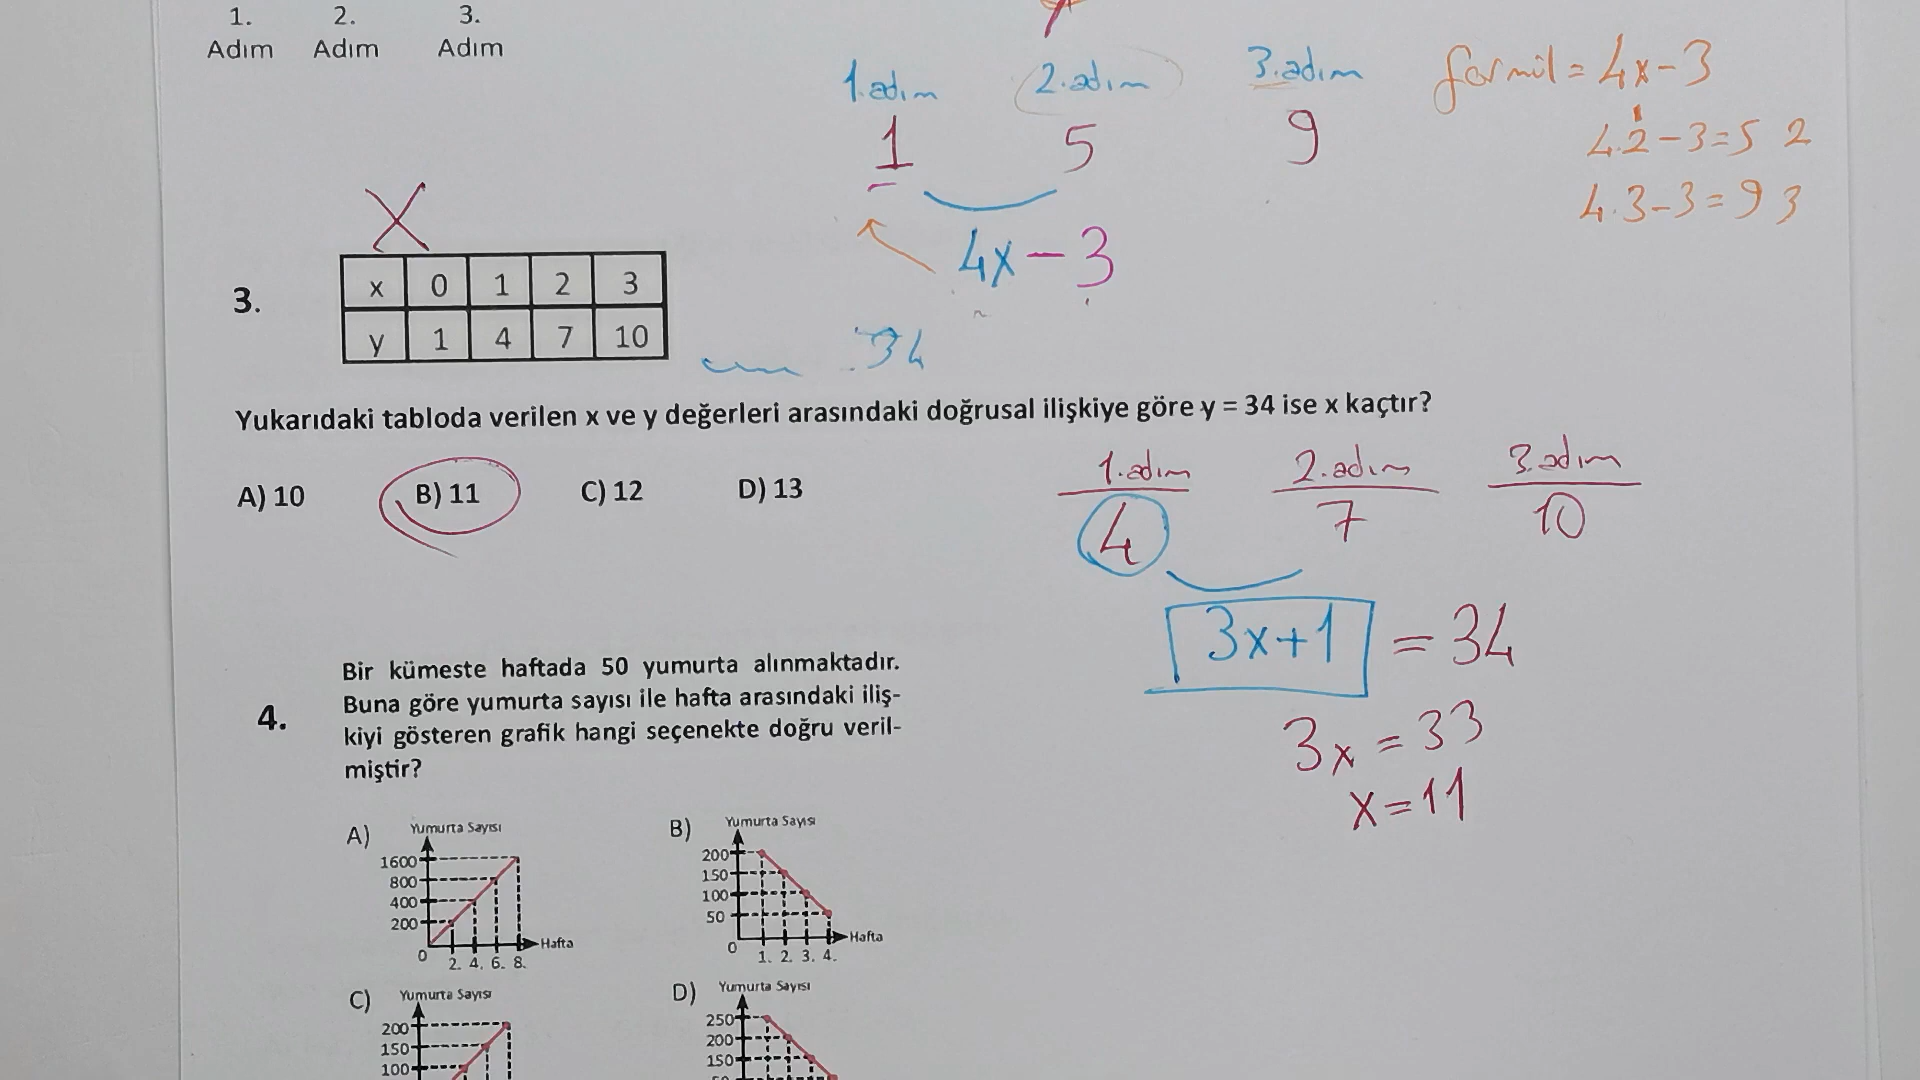 1. 2. 3.
Adım Adım Adım
1.adım 2.adım 3.adım
1 5 9
4x-3
formül = 4x-3
4.2-3=5 2
4.3-3=9 3
X
3.
x 0 1 2 3
y 1 4 7 10
34
Yukarıdaki tabloda verilen x ve y değerleri arasındaki doğrusal ilişkiye göre y = 34 ise x kaçtır?
A) 10 B) 11 C) 12 D) 13
1.adım 2.adım 3.adım
4 7 10
3x+1 = 34
3x = 33
x = 11
4.
Bir kümeste haftada 50 yumurta alınmaktadır.
Buna göre yumurta sayısı ile hafta arasındaki iliş-
kiyi gösteren grafik hangi seçenekte doğru veril-
miştir?
A) Yumurta Sayısı
1600
800
400
200
0 2. 4. 6. 8. Hafta
B) Yumurta Sayısı
200
150
100
50
0 1. 2. 3. 4. Hafta
C) Yumurta Sayısı
200
150
100
D) Yumurta Sayısı
250
200
150